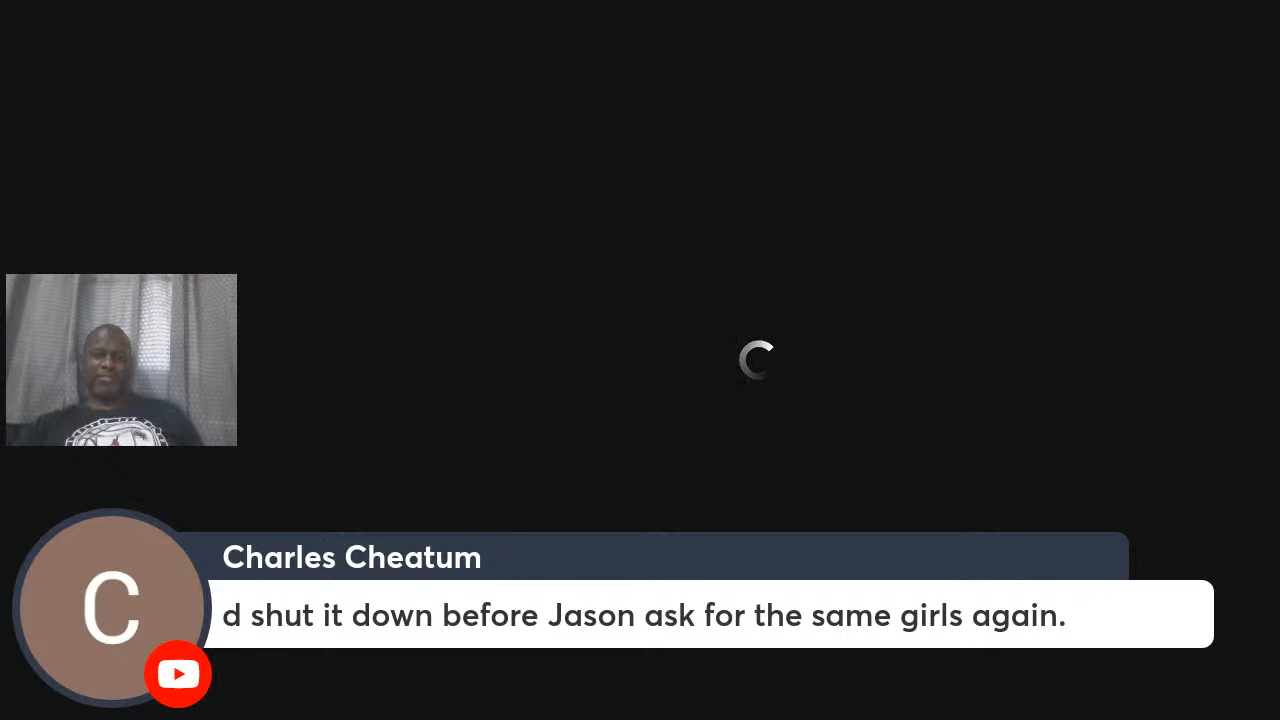 Charles Cheatum
C
d shut it down before Jason ask for the same girls again.